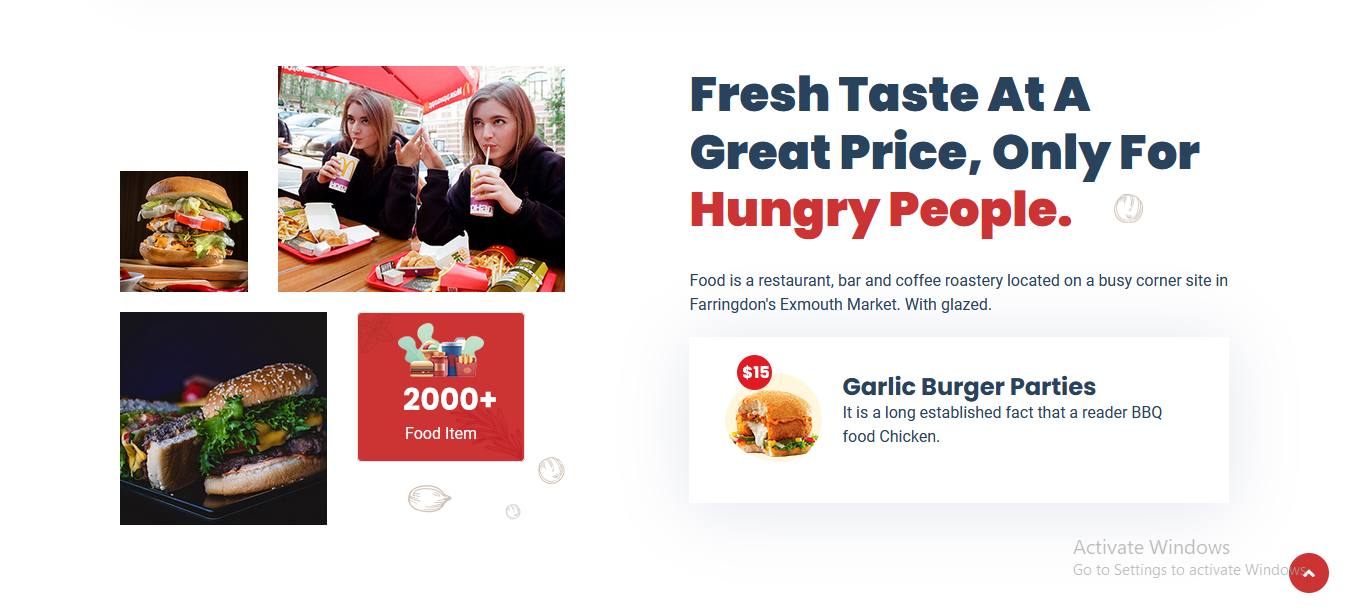 Fresh Taste At A
Great Price, Only For
Hungry People.
Food is a restaurant, bar and coffee roastery located on a busy corner site in
Farringdon's Exmouth Market. With glazed.
2000+
Food Item
$15
Garlic Burger Parties
It is a long established fact that a reader BBQ
food Chicken.
Activate Windows
Go to Settings to activate Windows.